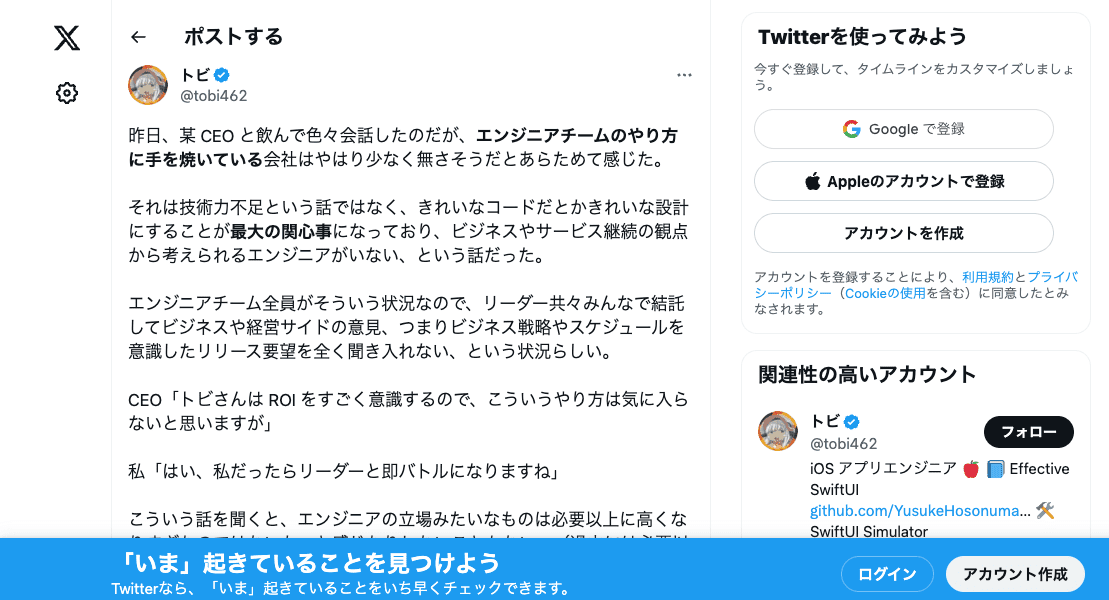 ポストする
トビ
@tobi462
昨日、某 CEO と飲んで色々会話したのだが、エンジニアチームのやり方
に手を焼いている会社はやはり少なく無さそうだとあらためて感じた。
それは技術力不足という話ではなく、きれいなコードだとかきれいな設計
にすることが最大の関心事になっており、ビジネスやサービス継続の観点
から考えられるエンジニアがいない、という話だった。
エンジニアチーム全員がそういう状況なので、リーダー共々みんなで結託
してビジネスや経営サイドの意見、つまりビジネス戦略やスケジュールを
意識したリリース要望を全く聞き入れない、という状況らしい。
CEO「トビさんは ROI をすごく意識するので、こういうやり方は気に入ら
ないと思いますが」
私「はい、私だったらリーダーと即バトルになりますね」
こういう話を聞くと、エンジニアの立場みたいなものは必要以上に高くな
Twitterを使ってみよう
今すぐ登録して、タイムラインをカスタマイズしましょ
う。
Google で登録
Appleのアカウントで登録
アカウントを作成
アカウントを登録することにより、利用規約とプライバ
シーポリシー（Cookieの使用を含む）に同意したとみ
なされます。
関連性の高いアカウント
トビ
@tobi462
フォロー
iOS アプリエンジニア 🍎 📘 Effective
SwiftUI
github.com/YusukeHosonuma... 🛠️
SwiftUI Simulator
「いま」起きていることを見つけよう
Twitterなら、「いま」起きていることをいち早くチェックできます。
ログイン
アカウント作成